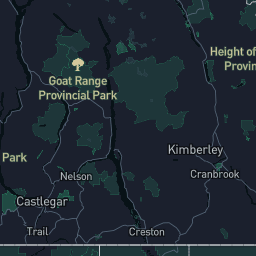 Height of
Provin
Goat Range
Provincial Park
Park
Kimberley
Nelson
Cranbrook
Castlegar
Trail
Creston